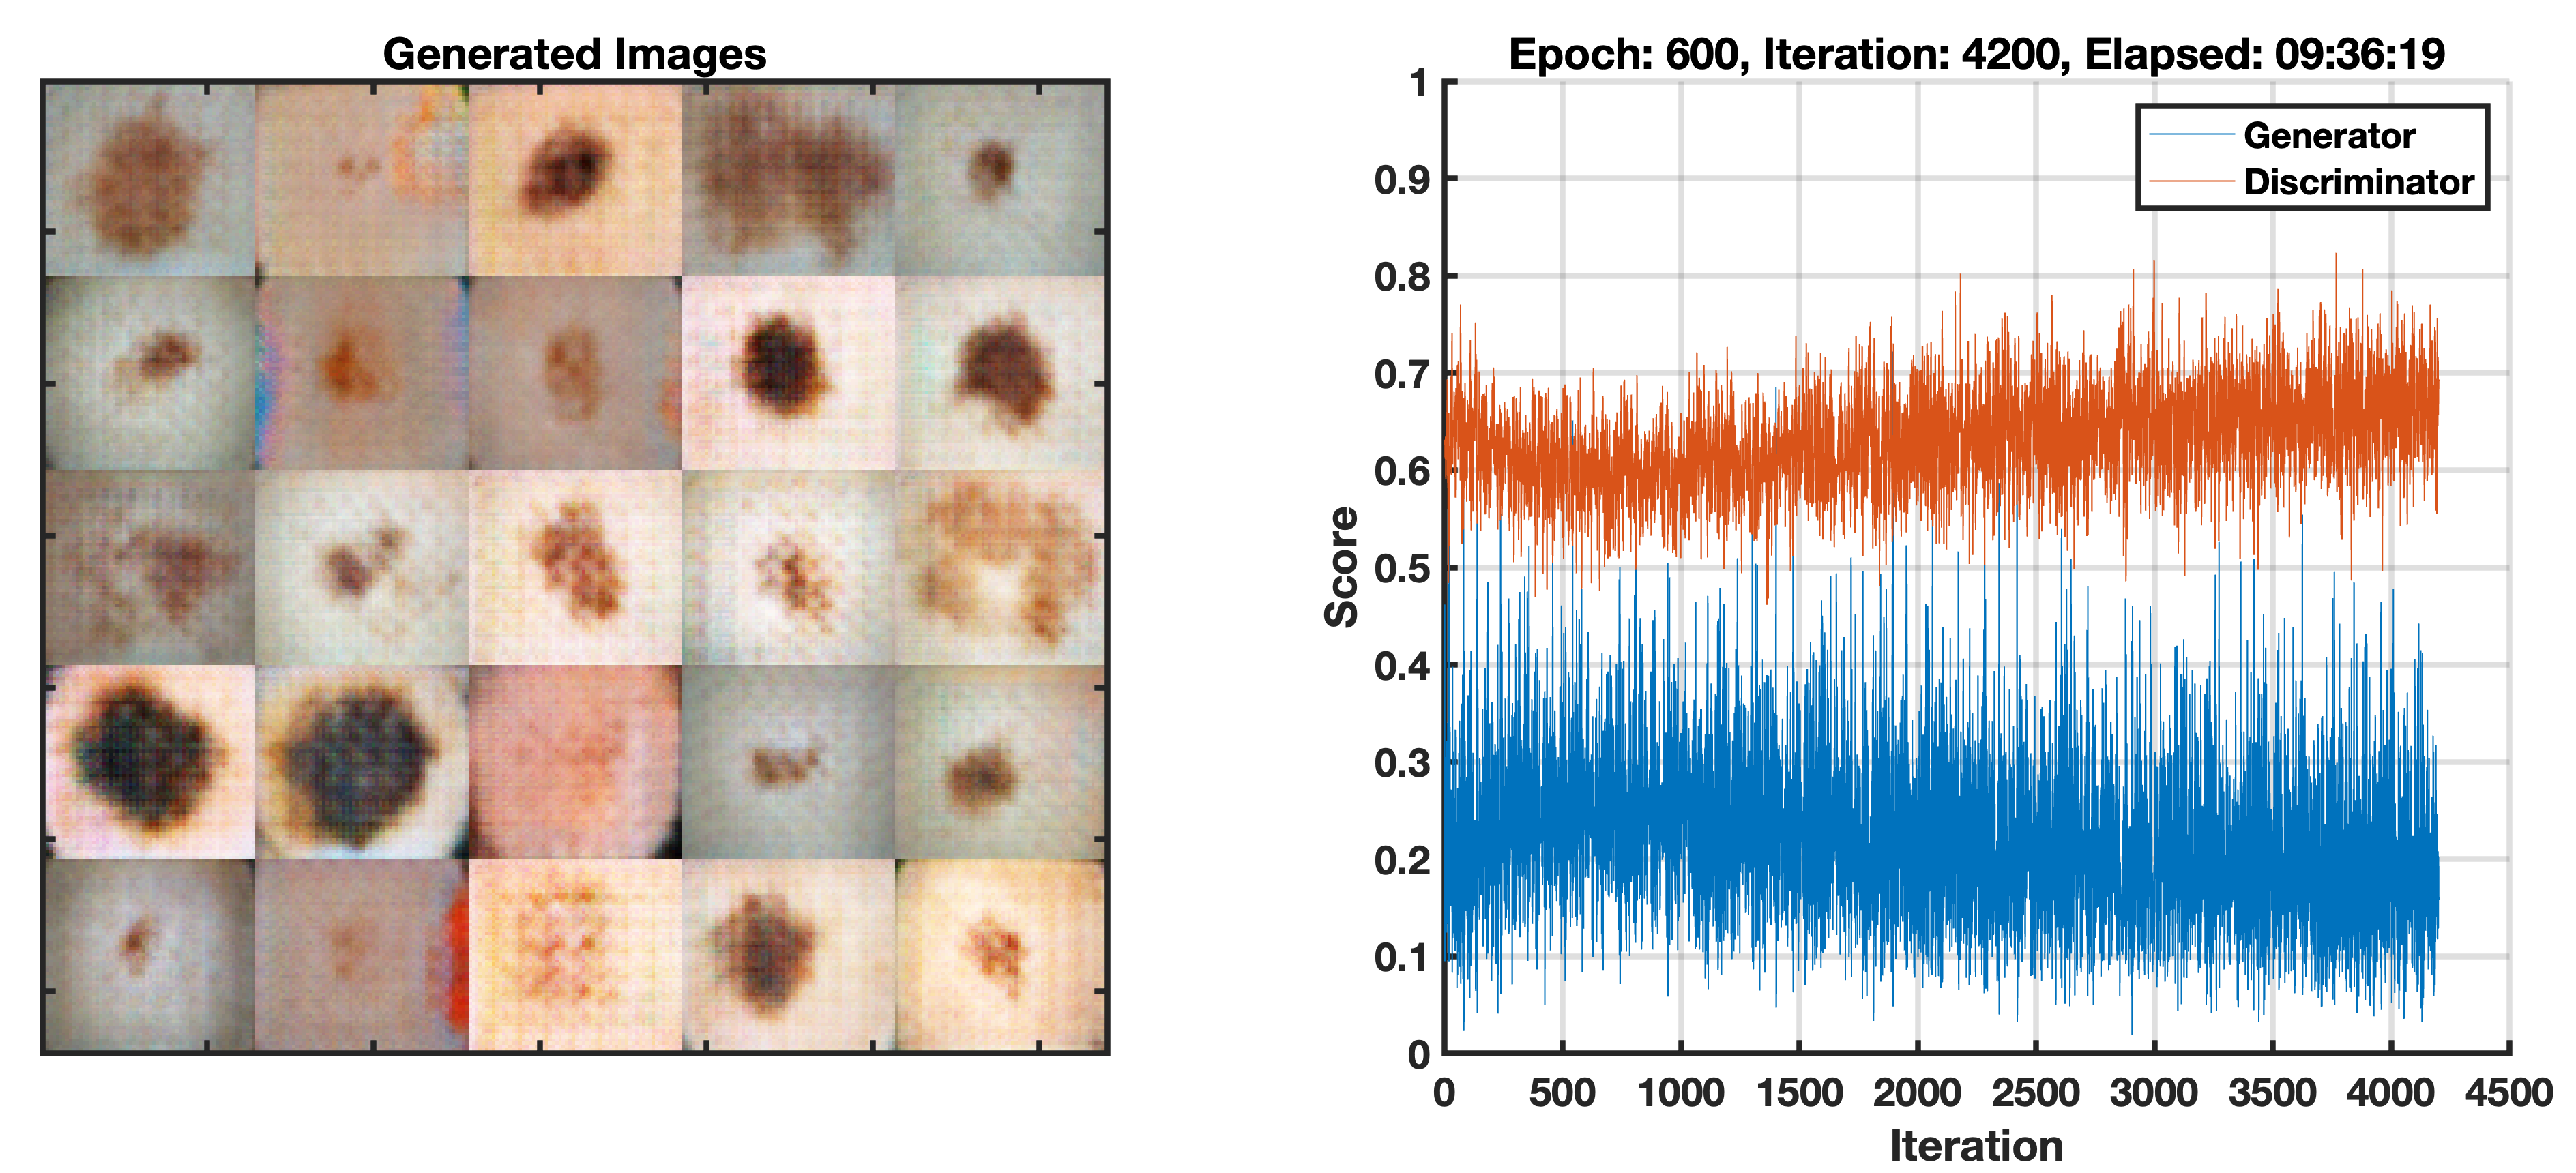 Generated Images
Epoch: 600, Iteration: 4200, Elapsed: 09:36:19
Generator
Discriminator
1
0.9
0.8
0.7
0.6
0.5
0.4
0.3
0.2
0.1
0
Score
0 500 1000 1500 2000 2500 3000 3500 4000 4500
Iteration